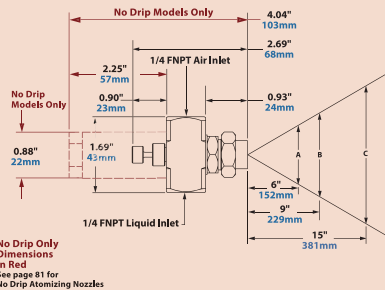 No Drip Models Only
4.04"
103mm
2.69"
68mm
2.25"
57mm
1/4 FNPT Air Inlet
No Drip
Models Only
0.90"
23mm
0.93"
24mm
0.88"
22mm
1.69"
43mm
A
B
C
6"
152mm
9"
229mm
15"
381mm
1/4 FNPT Liquid Inlet
No Drip Only
Dimensions
in Red
See page 81 for
No Drip Atomizing Nozzles